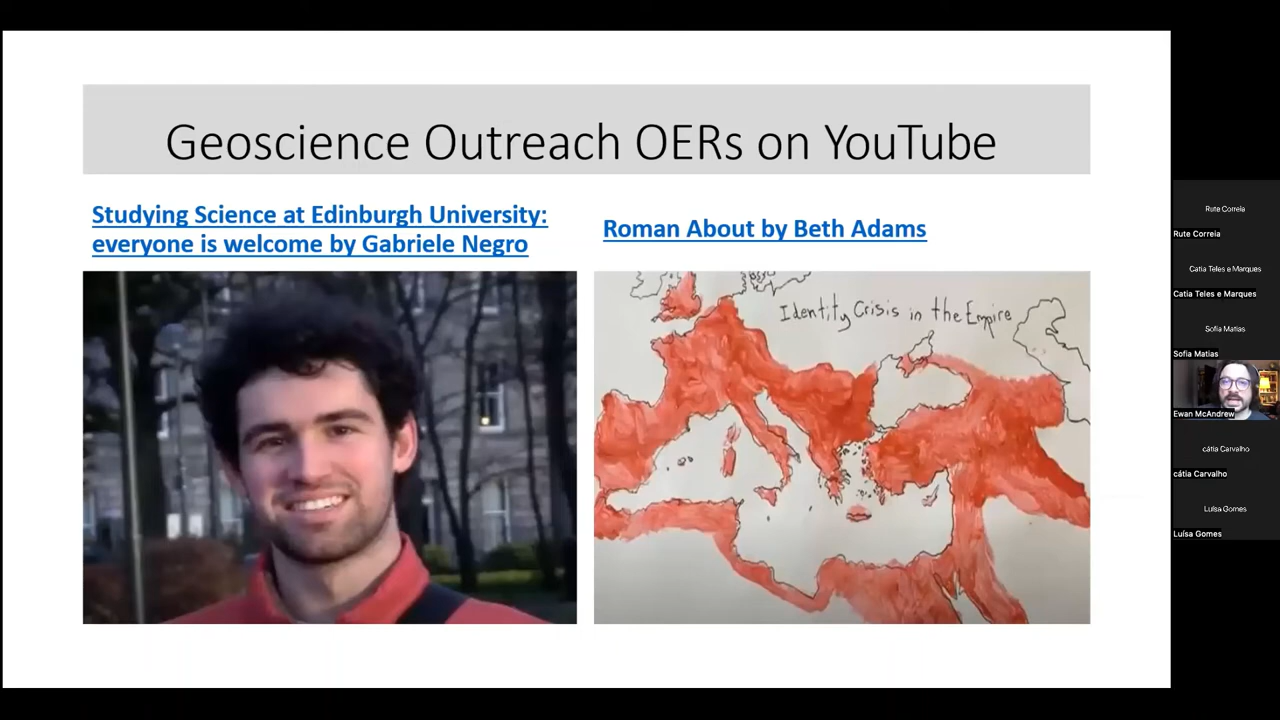 Geoscience Outreach OERs on YouTube
Studying Science at Edinburgh University:
everyone is welcome by Gabriele Negro
Roman About by Beth Adams
Identity Crisis in the Empire
Rute Correia
Rute Correia
Catia Teles e Marques
Catia Teles e Marques
Sofia Matias
Sofia Matias
Ewan McAndrew
cátia Carvalho
cátia Carvalho
Luísa Gomes
Luísa Gomes